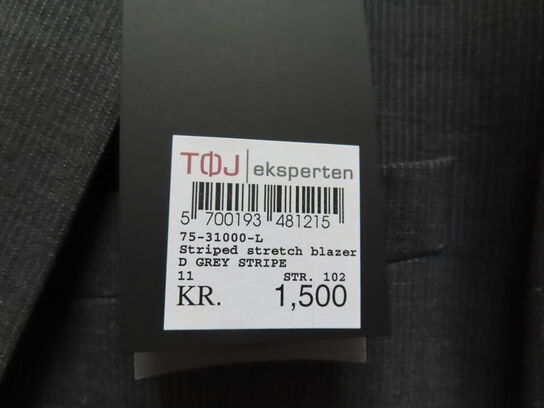 TØJ eksperten
5 700193 481215
75-31000-L
Striped stretch blazer
D GREY STRIPE
11 STR. 102
KR. 1,500